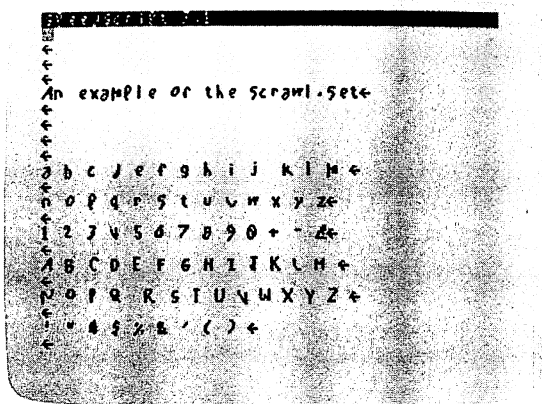 An example of the Scrawl.Set←
a b c d e f g h i j k l m ←
n o p q r s t u v w x y z←
1 2 3 4 5 6 7 8 9 0 + -
A B C D E F G H I J K L M ←
N O P Q R S T U V W X Y Z ←
! " # $ % & ' ( ) ←